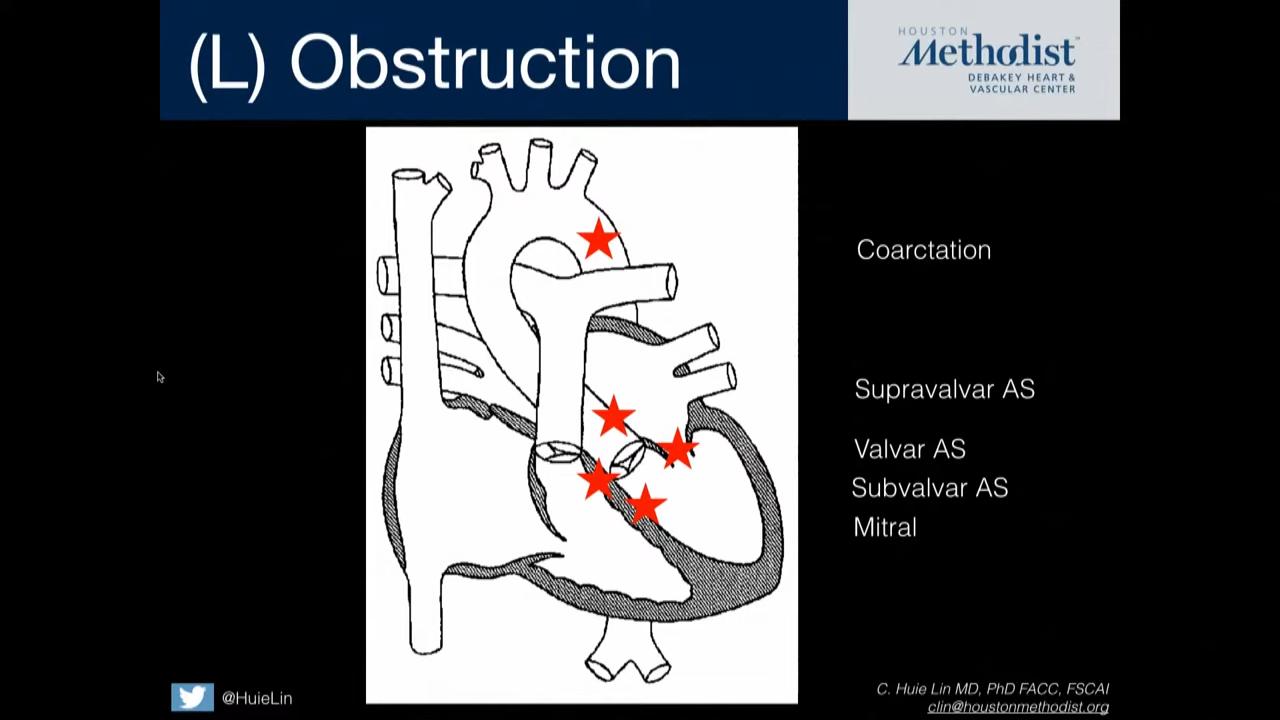 (L) Obstruction
HOUSTON
Methodist
DEBAKEY HEART &
VASCULAR CENTER
Coarctation
Supravalvar AS
Valvar AS
Subvalvar AS
Mitral
@HuieLin
C. Huie Lin MD, PhD FACC, FSCAI
clin@houstonmethodist.org